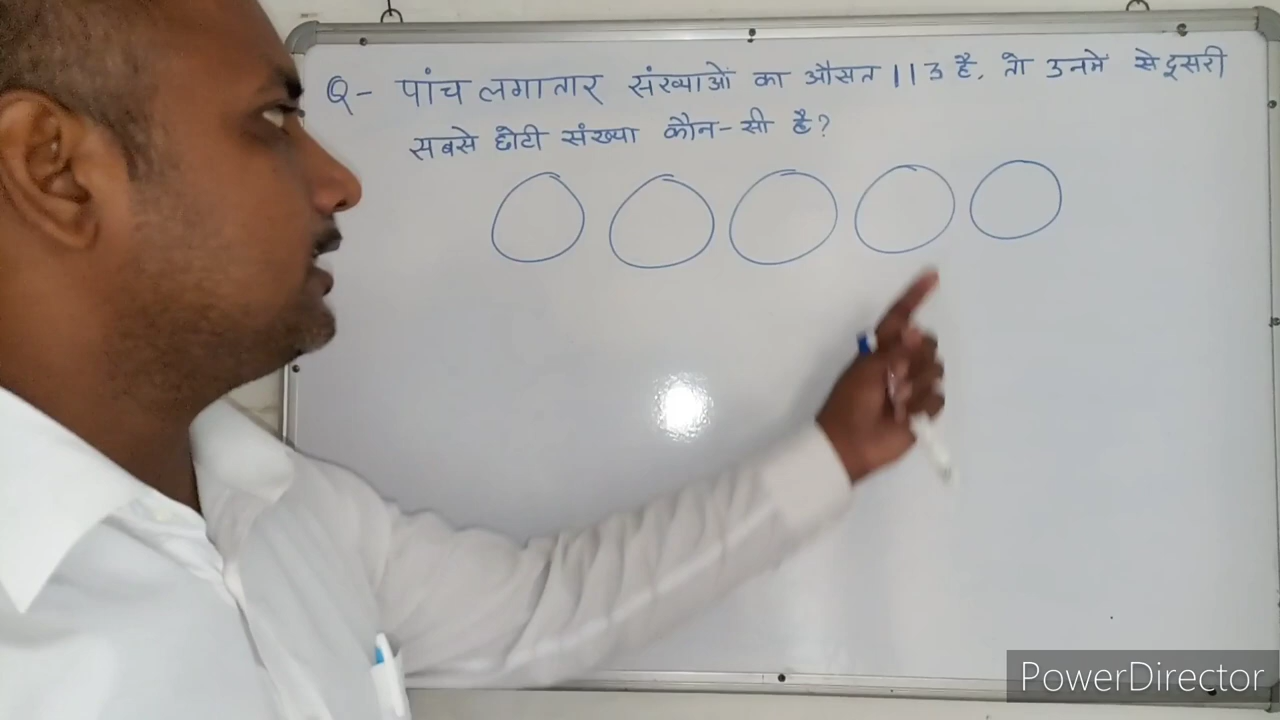 Q- पांच लगातार संख्याओं का औसत 113 है, तो उनमें से दूसरी
सबसे छोटी संख्या कौन-सी है?
PowerDirector